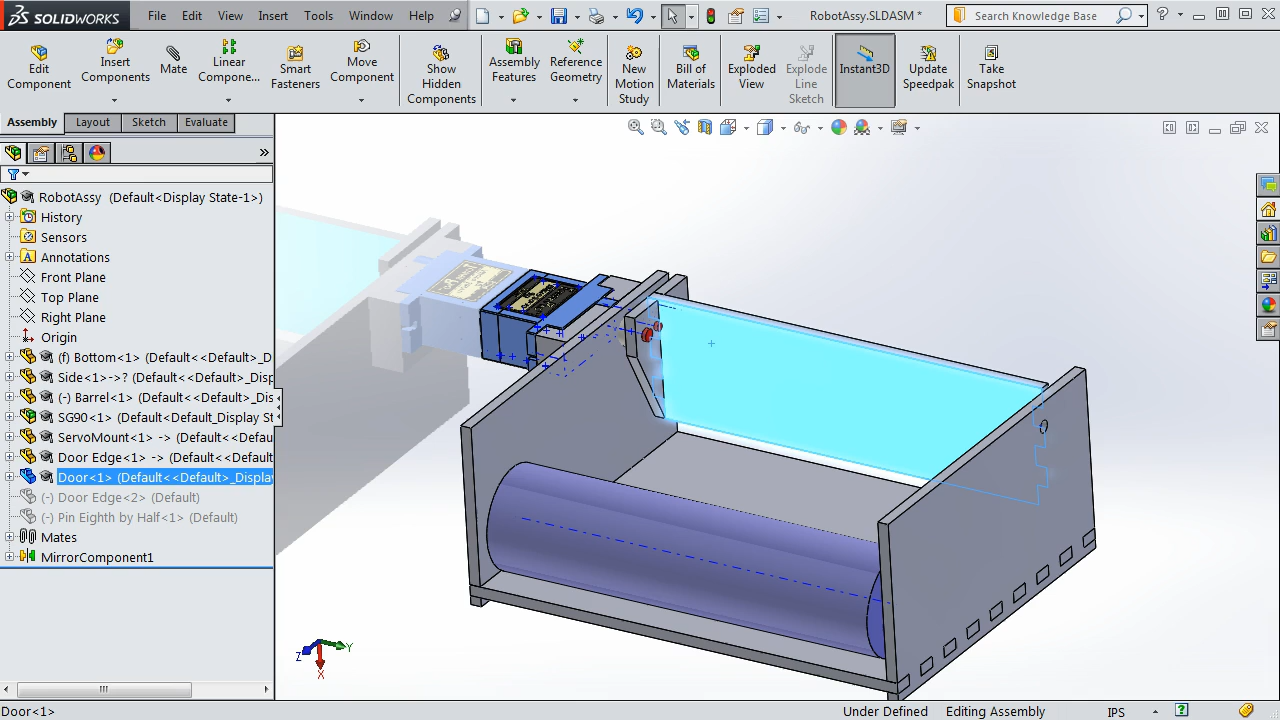 SOLIDWORKS
File Edit View Insert Tools Window Help
RobotAssy.SLDASM *
Search Knowledge Base
Edit Component
Insert Components
Mate
Linear Compone...
Smart Fasteners
Move Component
Show Hidden Components
Assembly Features
Reference Geometry
New Motion Study
Bill of Materials
Exploded View
Explode Line Sketch
Instant3D
Update Speedpak
Take Snapshot
Assembly Layout Sketch Evaluate
RobotAssy (Default<Display State-1>)
History
Sensors
Annotations
Front Plane
Top Plane
Right Plane
Origin
(f) Bottom<1> (Default<<Default>_D
Side<1>->? (Default<<Default>_Disp
(-) Barrel<1> (Default<<Default>_Dis
SG90<1> (Default<Default_Display St
ServoMount<1> -> (Default<<Defau
Door Edge<1> -> (Default<<Default
Door<1> (Default<<Default>_Displa
(-) Door Edge<2> (Default)
(-) Pin Eighth by Half<1> (Default)
Mates
MirrorComponent1
Z Y X
Door<1>
Under Defined Editing Assembly IPS